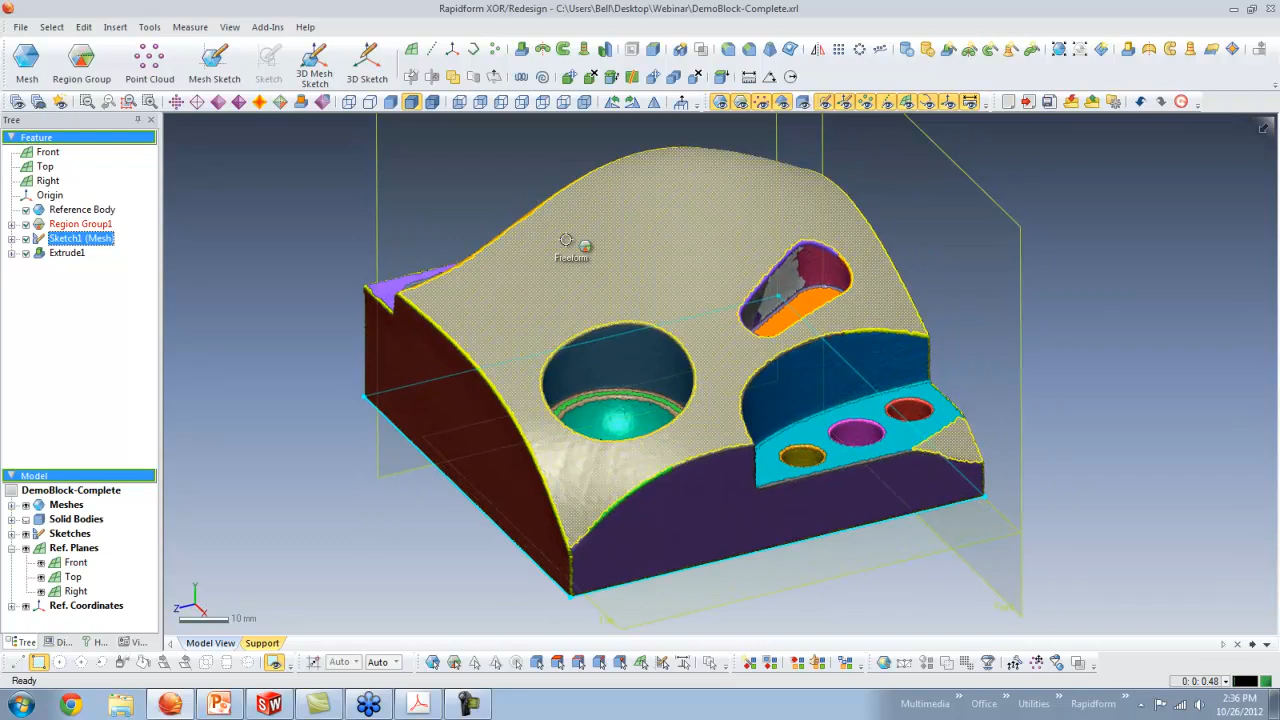 Rapidform XOR/Redesign - C:\Users\Bell\Desktop\Webinar\DemoBlock-Complete.xrl
File Select Edit Insert Tools Measure View Add-Ins Help
Mesh Region Group Point Cloud Mesh Sketch Sketch 3D Mesh Sketch 3D Sketch
Tree
Feature
Front
Top
Right
Origin
Reference Body
Region Group1
Sketch1 (Mesh)
Extrude1
Freeform
Model
DemoBlock-Complete
Meshes
Solid Bodies
Sketches
Ref. Planes
Front
Top
Right
Ref. Coordinates
Y
Z X
10 mm
Tree Di... H... Vi...
Model View Support
Auto Auto
Ready
0: 0: 0.48
Multimedia Office Utilities Rapidform
2:36 PM
10/26/2012